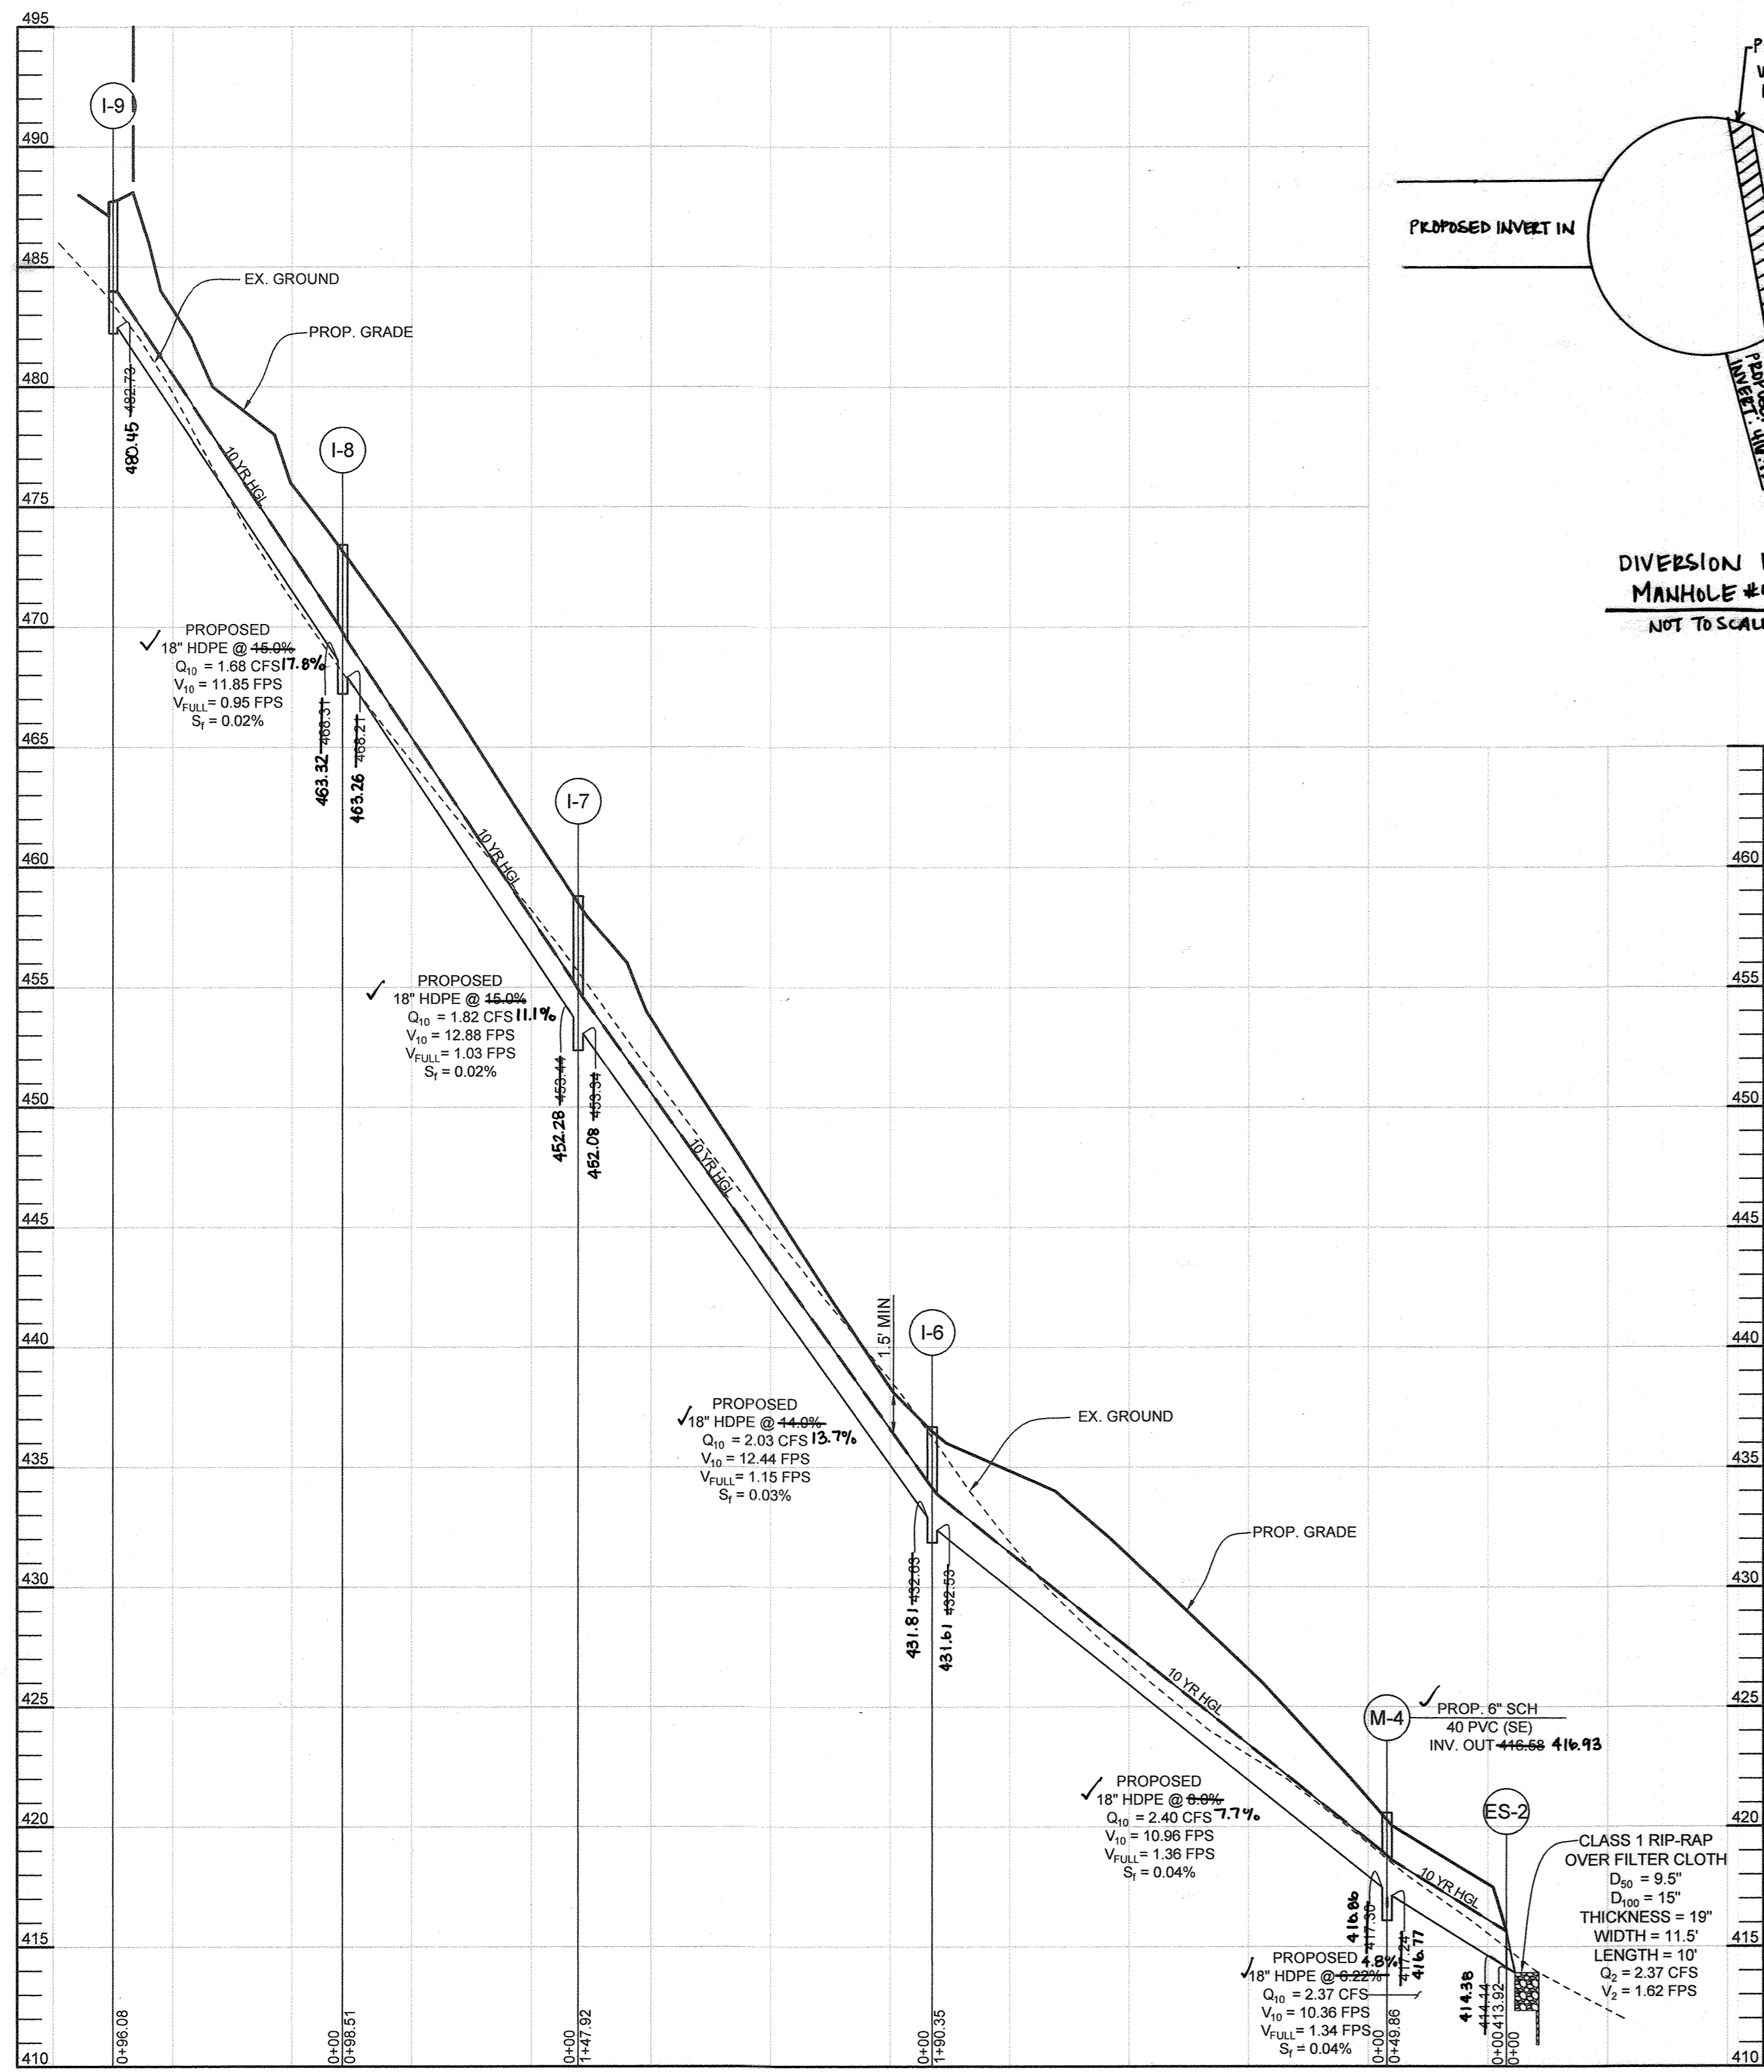 495
490
485
480
475
470
465
460
455
450
445
440
435
430
425
420
415
410
I-9
EX. GROUND
PROP. GRADE
482.73
480.45
10 YR HGL
I-8
PROPOSED
18" HDPE @ 15.0%
Q10 = 1.68 CFS 17.8%
V10 = 11.85 FPS
VFULL = 0.95 FPS
Sf = 0.02%
468.31
463.32
468.21
463.26
I-7
10 YR HGL
PROPOSED
18" HDPE @ 15.0%
Q10 = 1.82 CFS 11.1%
V10 = 12.88 FPS
VFULL = 1.03 FPS
Sf = 0.02%
453.44
452.28
453.34
452.08
10 YR HGL
1.5' MIN
I-6
PROPOSED
18" HDPE @ 14.0%
Q10 = 2.03 CFS 13.7%
V10 = 12.44 FPS
VFULL = 1.15 FPS
Sf = 0.03%
432.63
431.81
432.53
431.61
EX. GROUND
PROP. GRADE
10 YR HGL
M-4
PROP. 6" SCH
40 PVC (SE)
INV. OUT 416.58 416.93
PROPOSED
18" HDPE @ 8.0%
Q10 = 2.40 CFS 7.7%
V10 = 10.96 FPS
VFULL = 1.36 FPS
Sf = 0.04%
417.30
416.86
417.24
416.77
10 YR HGL
ES-2
CLASS 1 RIP-RAP
OVER FILTER CLOTH
D50 = 9.5"
D100 = 15"
THICKNESS = 19"
WIDTH = 11.5'
LENGTH = 10'
Q2 = 2.37 CFS
V2 = 1.62 FPS
PROPOSED 4.8%
18" HDPE @ 6.22%
Q10 = 2.37 CFS
V10 = 10.36 FPS
VFULL = 1.34 FPS
Sf = 0.04%
414.14
414.38
413.92
0+96.08
0+00
0+98.51
0+00
1+47.92
0+00
1+90.35
0+00
0+49.86
0+00
0+00
PROPOSED INVERT IN
PROPOSED
INVERT:
DIVERSION
MANHOLE
NOT TO SCALE
460
455
450
445
440
435
430
425
420
415
410